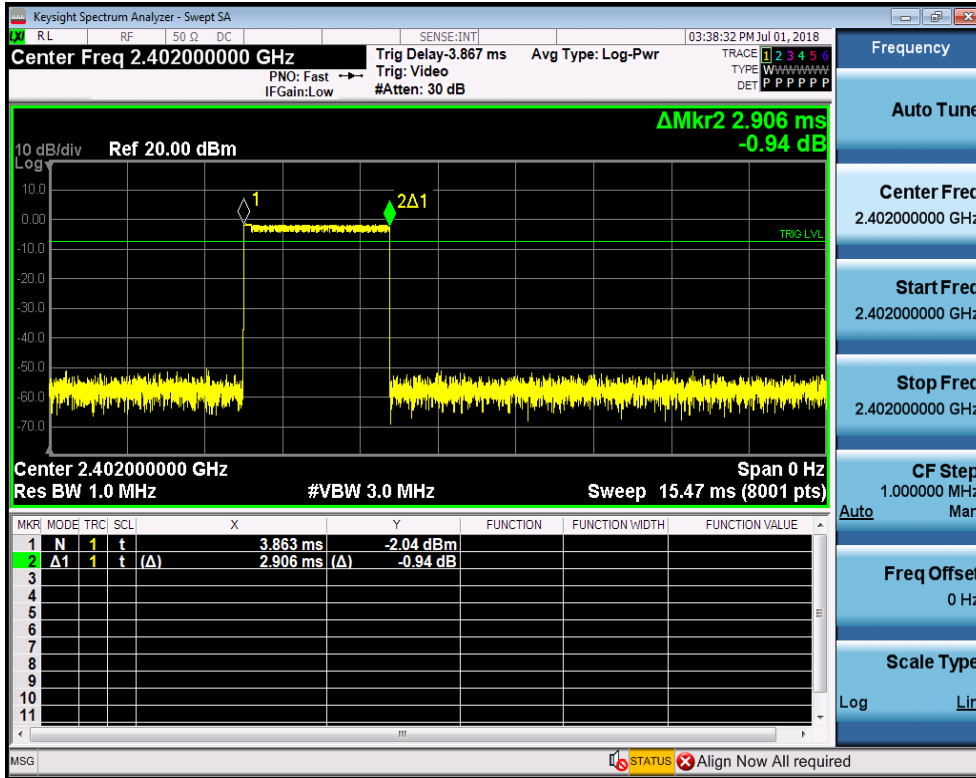 Keysight Spectrum Analyzer - Swept SA
LXI RL RF 50 Ω DC SENSE:INT 03:38:32 PM Jul 01, 2018
Center Freq 2.402000000 GHz
PNO: Fast
IFGain:Low
Trig Delay-3.867 ms
Trig: Video
#Atten: 30 dB
Avg Type: Log-Pwr
TRACE 1 2 3 4 5 6
TYPE WWWWWW
DET P P P P P P
ΔMkr2 2.906 ms
-0.94 dB
10 dB/div Ref 20.00 dBm
Log
10.0
0.00
-10.0
-20.0
-30.0
-40.0
-50.0
-60.0
-70.0
1
2Δ1
TRIG LVL
Center 2.402000000 GHz Span 0 Hz
Res BW 1.0 MHz #VBW 3.0 MHz Sweep 15.47 ms (8001 pts)
MKR MODE TRC SCL X Y FUNCTION FUNCTION WIDTH FUNCTION VALUE
1 N 1 t 3.863 ms -2.04 dBm
2 Δ1 1 t (Δ) 2.906 ms (Δ) -0.94 dB
3
4
5
6
7
8
9
10
11
MSG STATUS Align Now All required
Frequency
Auto Tune
Center Freq
2.402000000 GHz
Start Freq
2.402000000 GHz
Stop Freq
2.402000000 GHz
CF Step
1.000000 MHz
Auto Man
Freq Offset
0 Hz
Scale Type
Log Lin